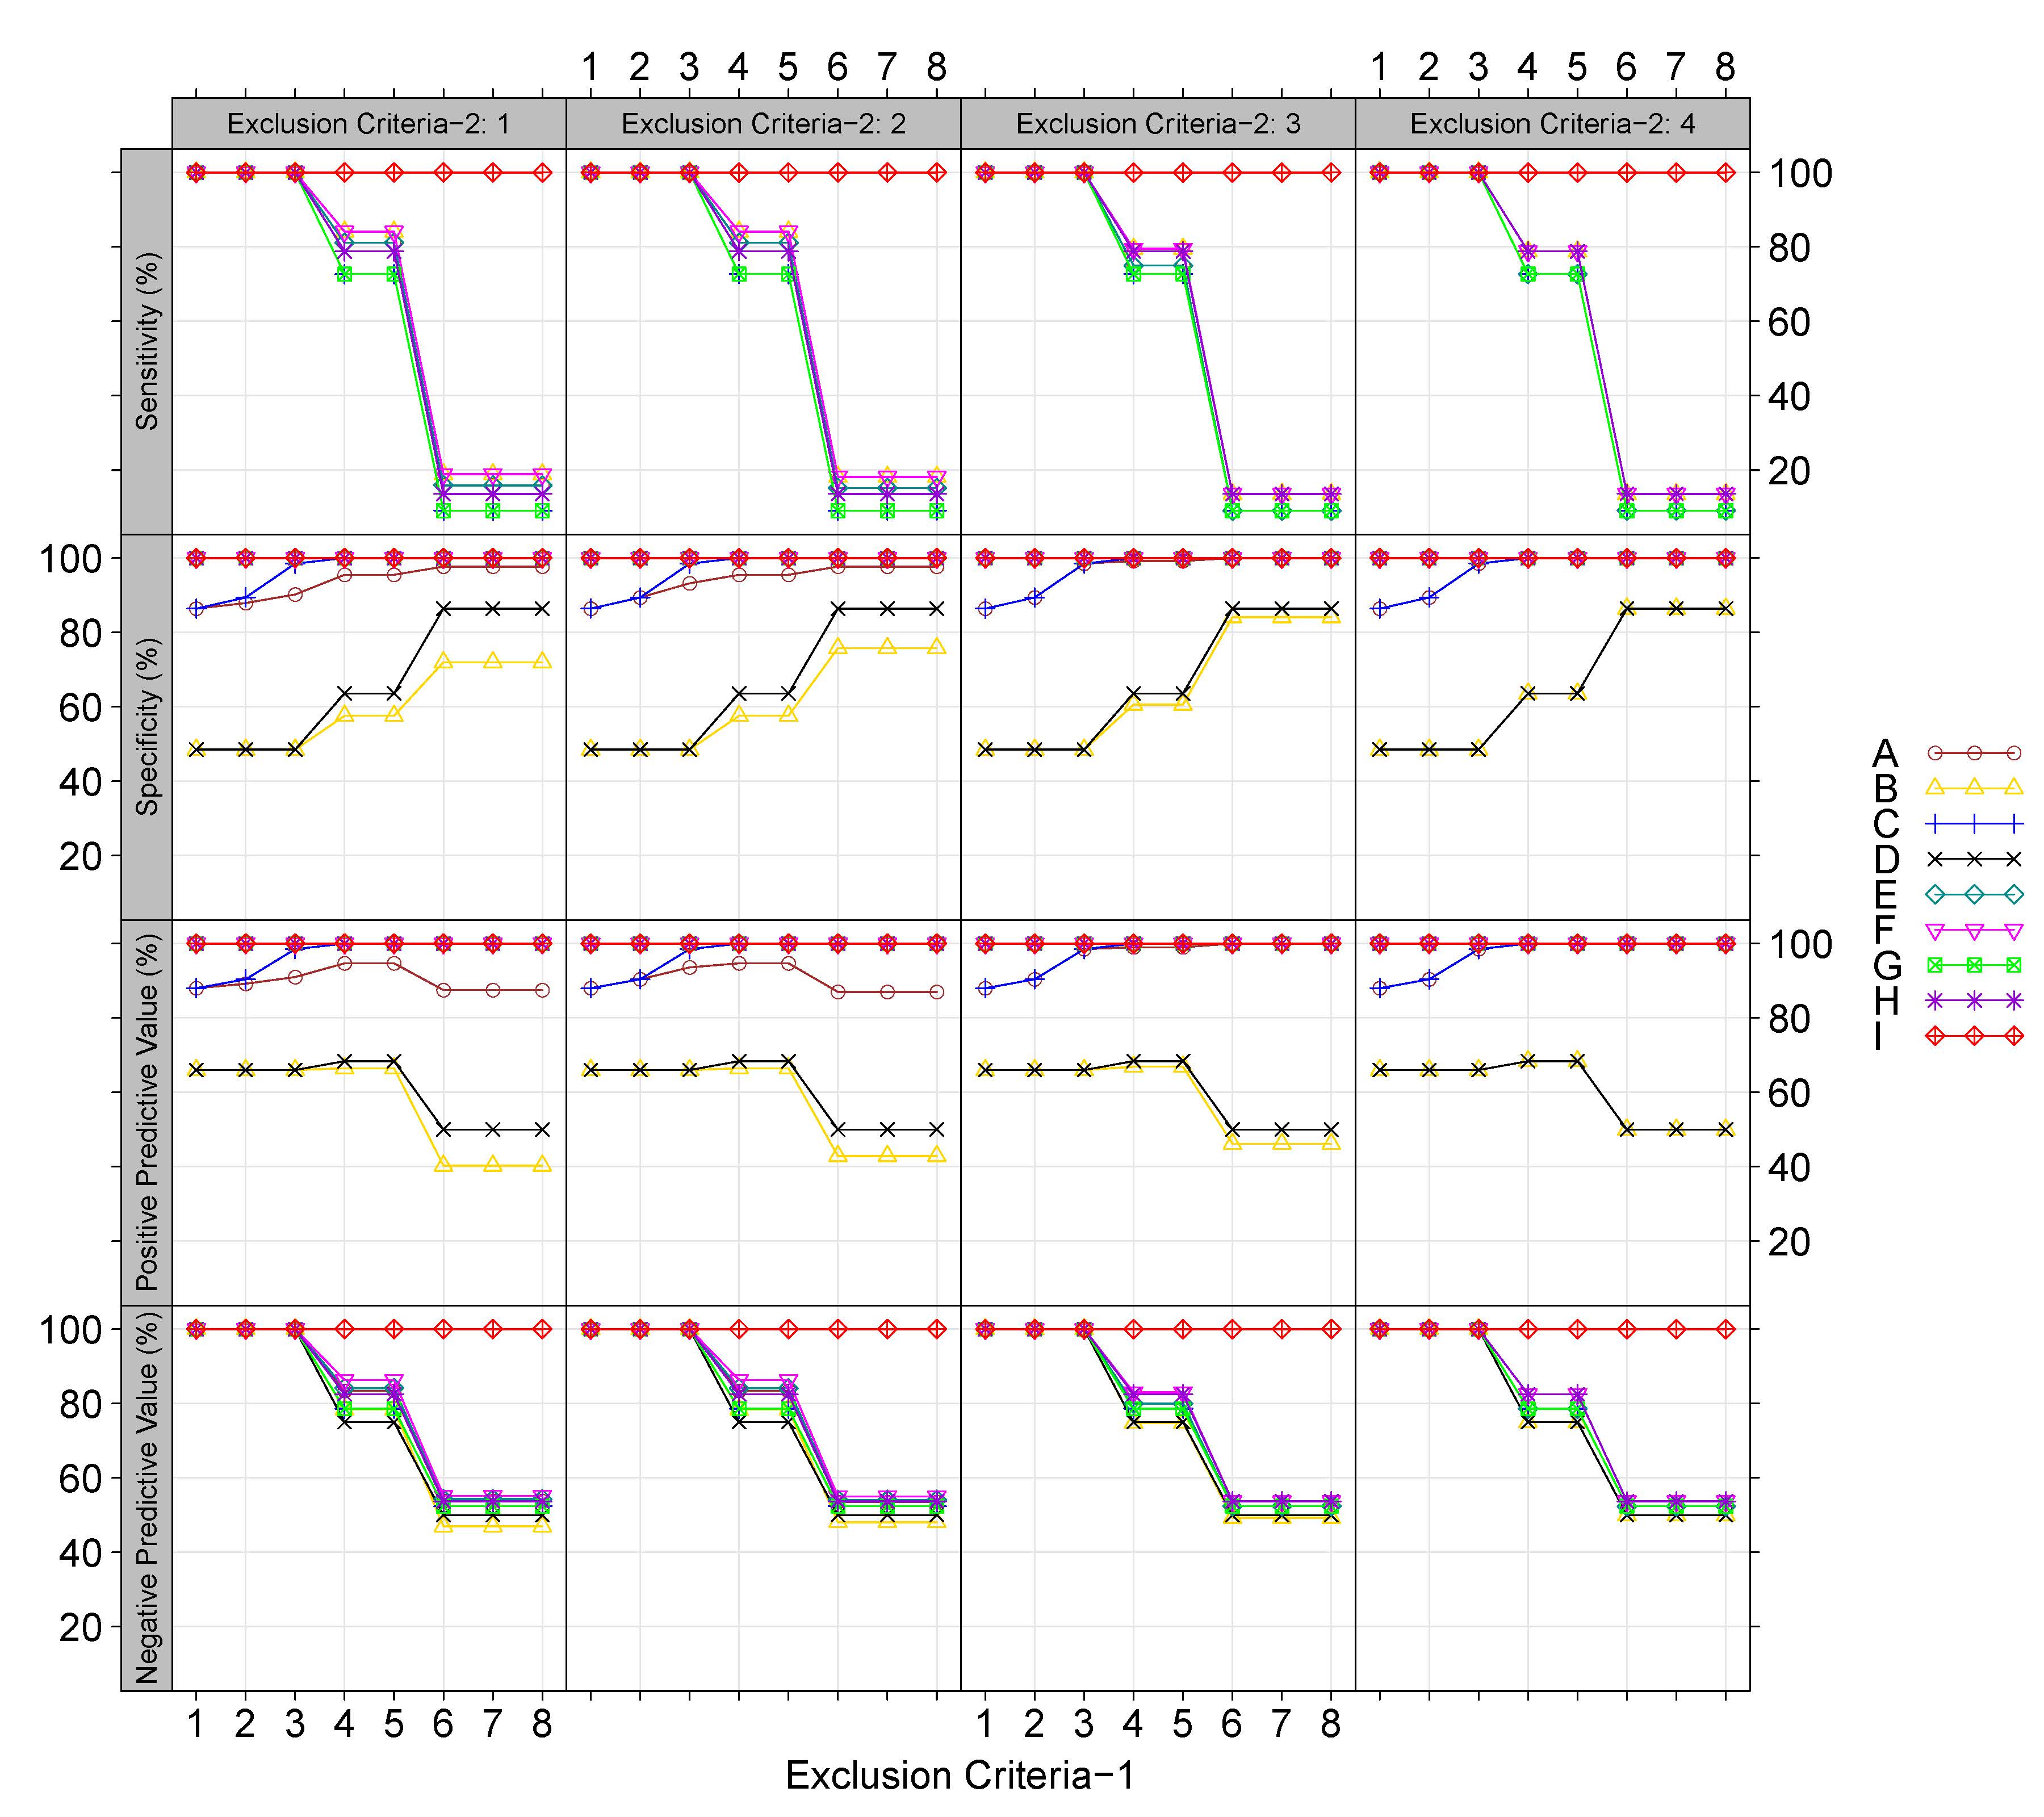 1 2 3 4 5 6 7 8 1 2 3 4 5 6 7 8
Exclusion Criteria−2: 1 Exclusion Criteria−2: 2 Exclusion Criteria−2: 3 Exclusion Criteria−2: 4
Sensitivity (%)
100
80
60
40
20
Specificity (%)
100
80
60
40
20
Positive Predictive Value (%)
100
80
60
40
20
Negative Predictive Value (%)
100
80
60
40
20
1 2 3 4 5 6 7 8 1 2 3 4 5 6 7 8
Exclusion Criteria−1
A
B
C
D
E
F
G
H
I